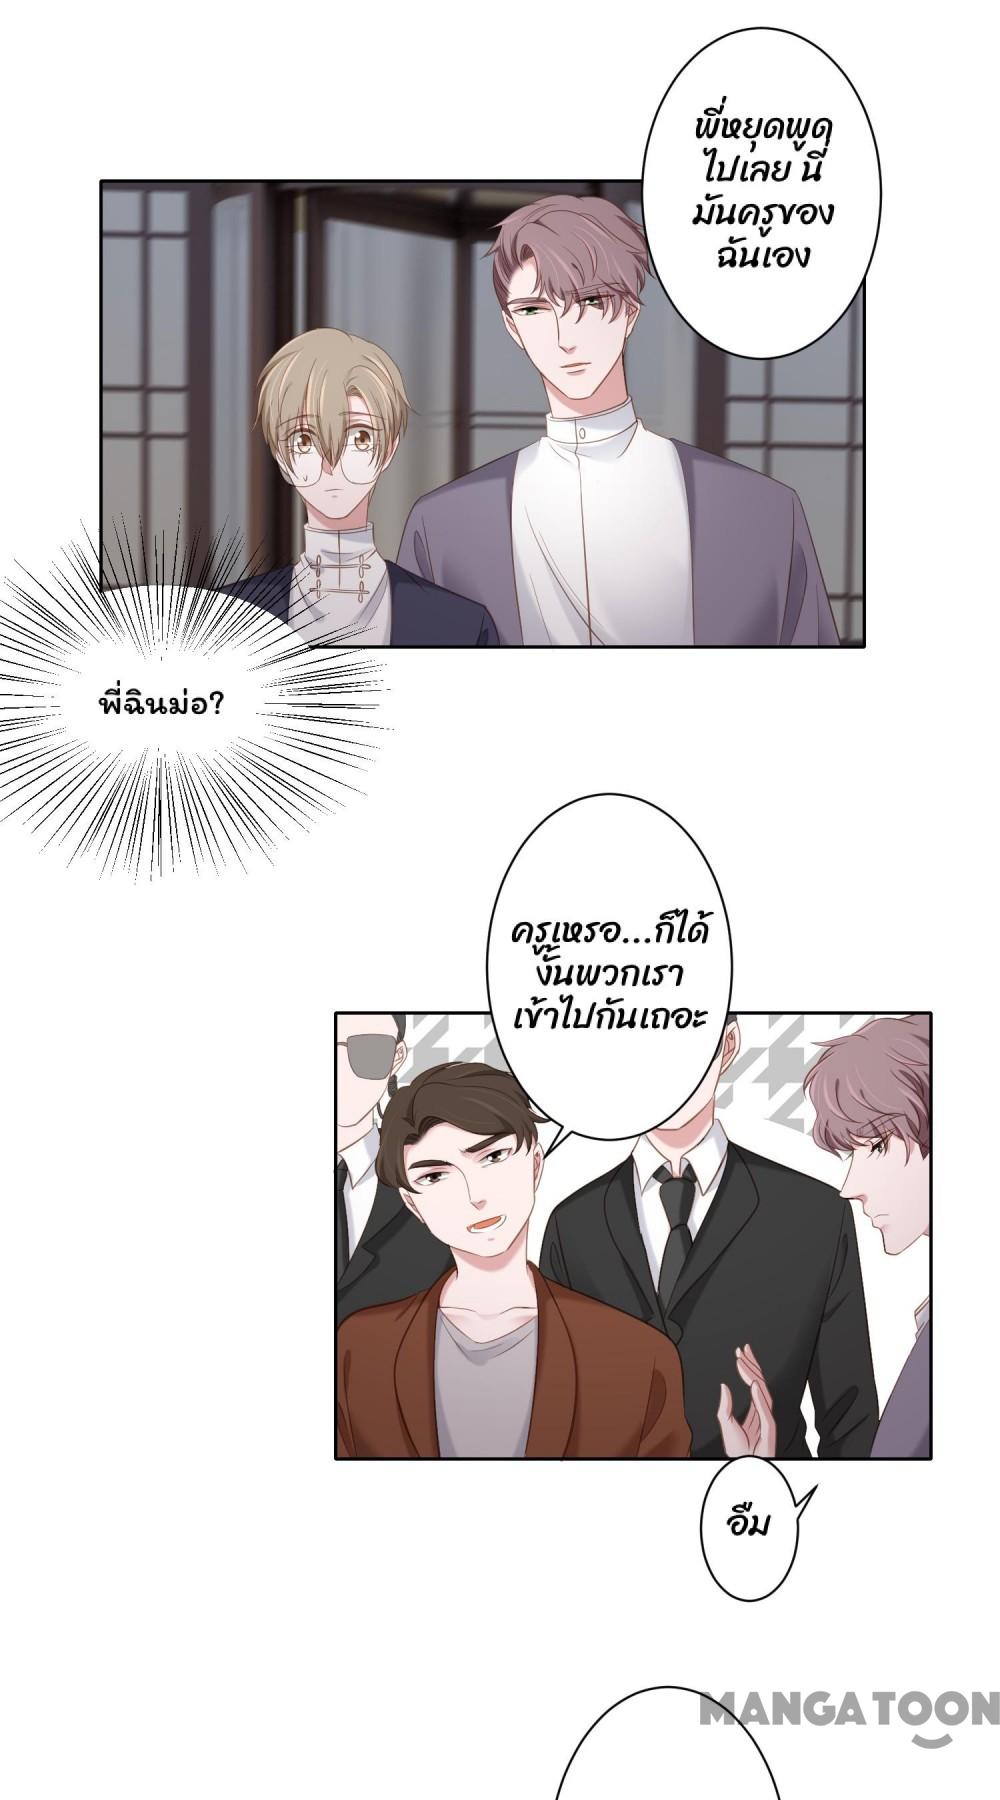 พี่หยุดพูด
ไปเลย นี่
มันครูของ
ฉันเอง
พี่ฉินม่อ?
ครูเหรอ...ก็ได้
งั้นพวกเรา
เข้าไปกันเถอะ
อืม
MANGATOON